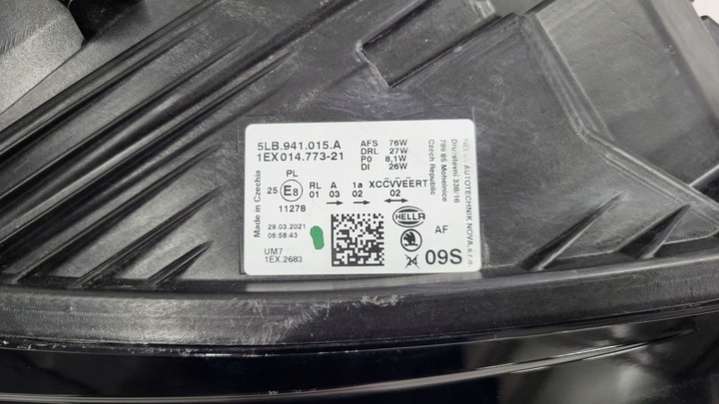 5LB.941.015.A
1EX014.773-21
AFS 76W
DRL 27W
P0 8,1W
DI 26W
AUTOTECHNIK NOVA, s.r.o.
Družstevní 338/16
789 85 Mohelnice
Czech Republic
Made in Czechia
PL
25 E8
11278
RL A 1a XCCVVEERT
01 03 02 02
29.03.2021
06:58:43
UM7
1EX.2683
HELLA
AF
09S